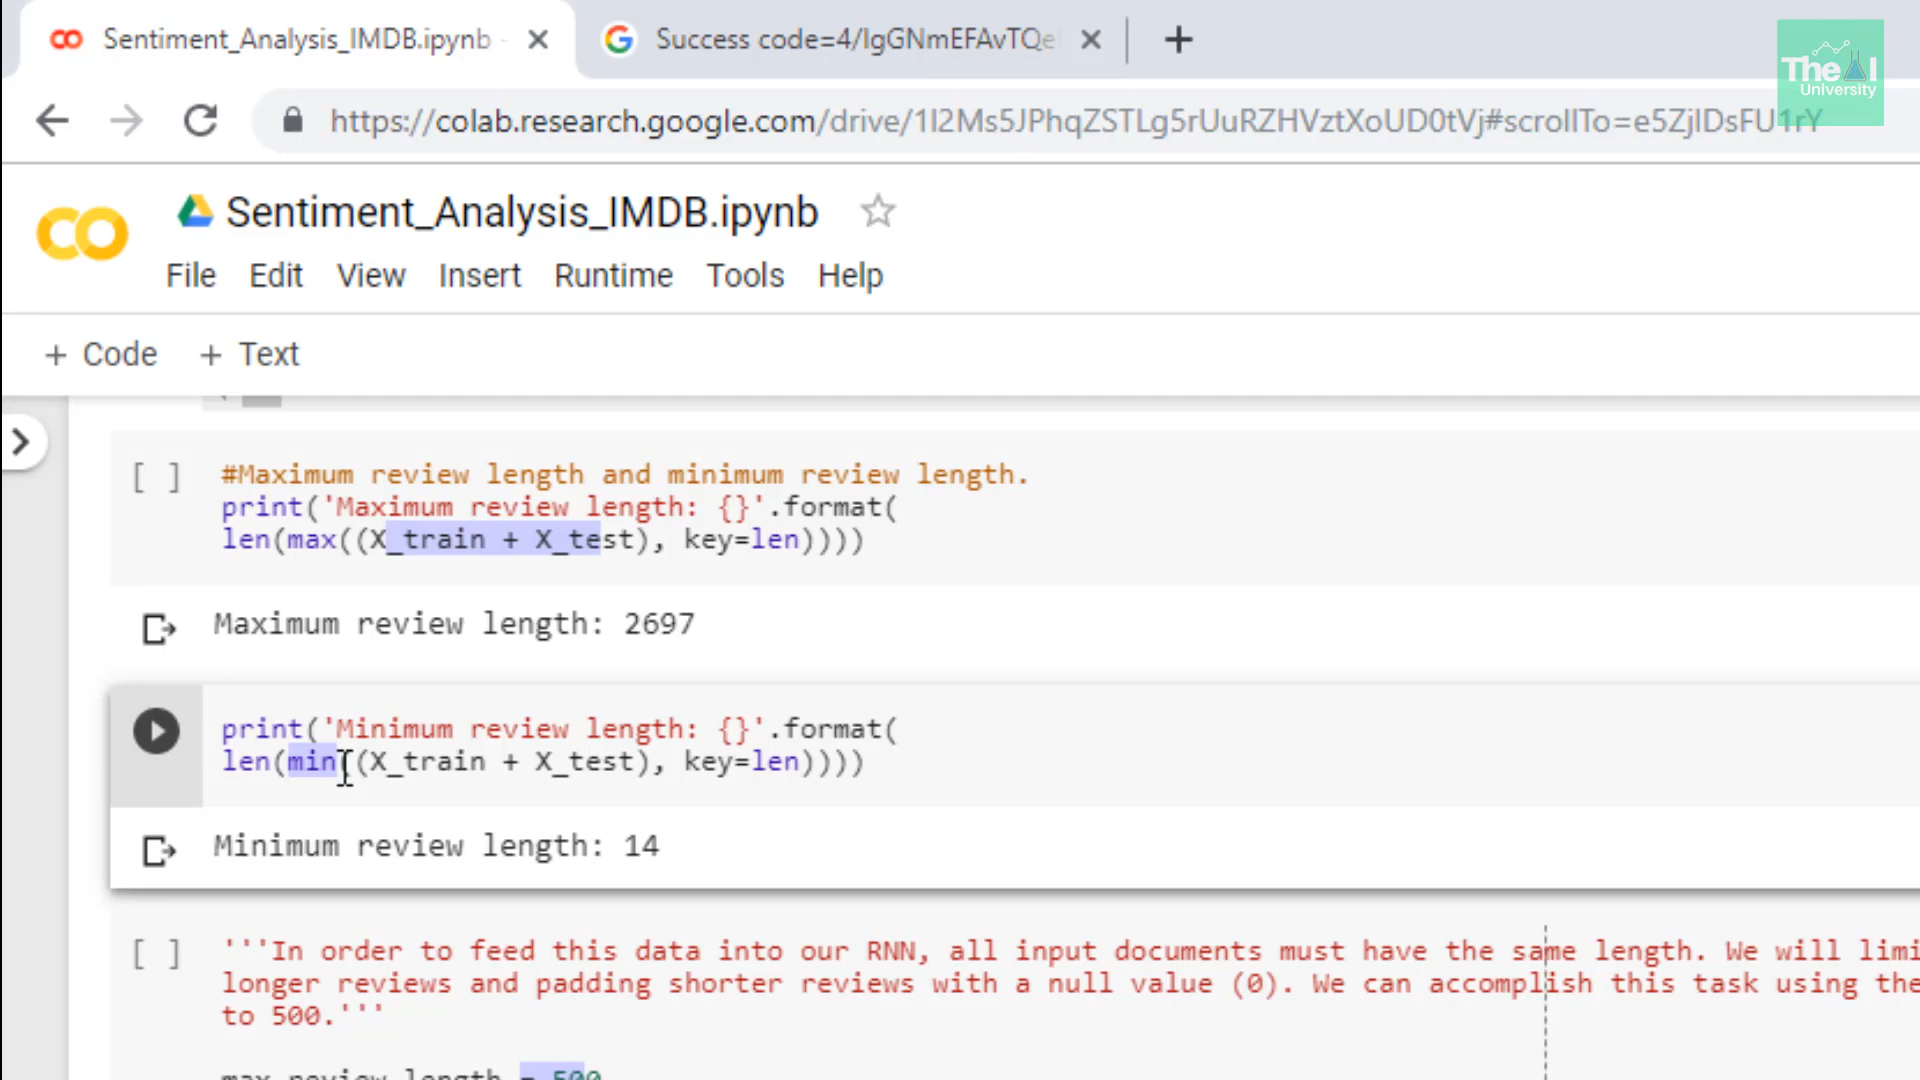 Sentiment_Analysis_IMDB.ipynb
Success code=4/IgGNmEFAvTQe
The AI
University
https://colab.research.google.com/drive/1I2Ms5JPhqZSTLg5rUuRZHVztXoUD0tVj#scrollTo=e5ZjIDsFU1rY
Sentiment_Analysis_IMDB.ipynb
File Edit View Insert Runtime Tools Help
+ Code + Text
[ ] #Maximum review length and minimum review length.
print('Maximum review length: {}'.format(
len(max((X_train + X_test), key=len))))
Maximum review length: 2697
print('Minimum review length: {}'.format(
len(min((X_train + X_test), key=len))))
Minimum review length: 14
[ ] '''In order to feed this data into our RNN, all input documents must have the same length. We will limi
longer reviews and padding shorter reviews with a null value (0). We can accomplish this task using the
to 500.'''
max_review_length = 500